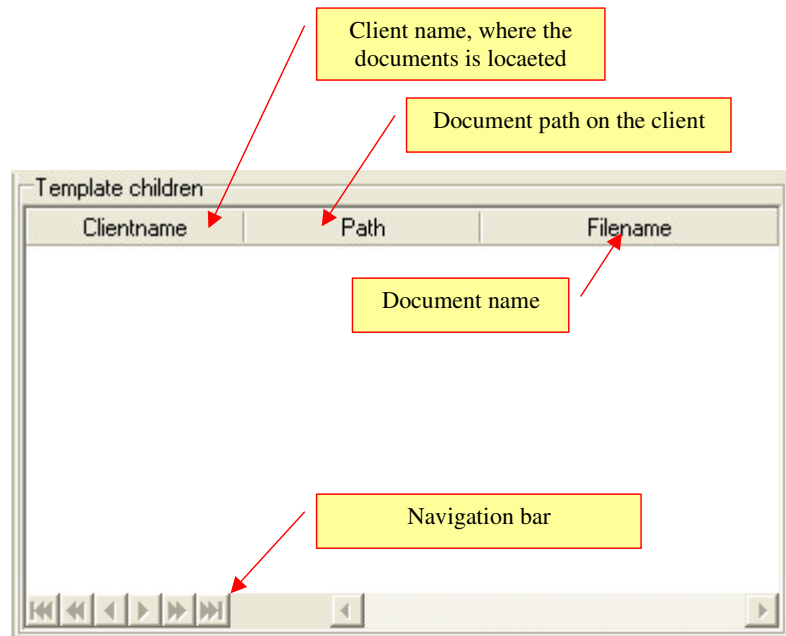 Client name, where the
documents is locaeted
Document path on the client
Template children
Clientname
Path
Filename
Document name
Navigation bar